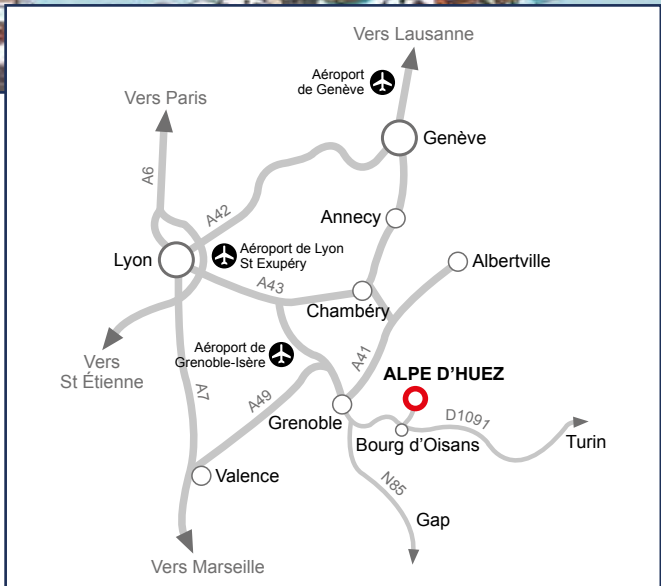 Vers Lausanne
Aéroport
de Genève
Vers Paris
Genève
A6
A42
Annecy
Lyon
Aéroport de Lyon
St Exupéry
Albertville
A43
Chambéry
Vers
St Étienne
Aéroport de
Grenoble-Isère
A41
ALPE D'HUEZ
A7
A49
Grenoble
D1091
Bourg d'Oisans
Turin
Valence
N85
Gap
Vers Marseille